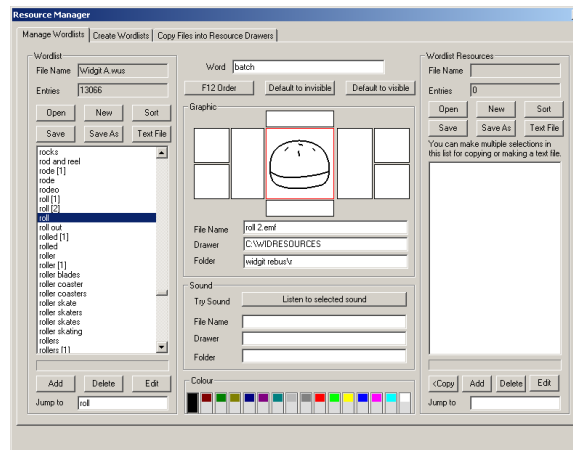 Resource Manager
Manage Wordlists Create Wordlists Copy Files into Resource Drawers
Wordlist
File Name Widgit A.wus
Entries 13066
Open New Sort
Save Save As Text File
rocks
rod and reel
rode [1]
rode
rodeo
roll [1]
roll [2]
roll
roll out
rolled [1]
rolled
roller
roller [1]
roller blades
roller coaster
roller coasters
roller skate
roller skaters
roller skates
roller skating
rollers
rollers [1]
Add Delete Edit
Jump to roll
Word batch
F12 Order Default to invisible Default to visible
Graphic
File Name roll 2.emf
Drawer C:\WIDRESOURCES
Folder widgit rebus\r
Sound
Try Sound Listen to selected sound
File Name
Drawer
Folder
Colour
Wordlist Resources
File Name
Entries 0
Open New Sort
Save Save As Text File
You can make multiple selections in
this list for copying or making a text file.
<Copy Add Delete Edit
Jump to